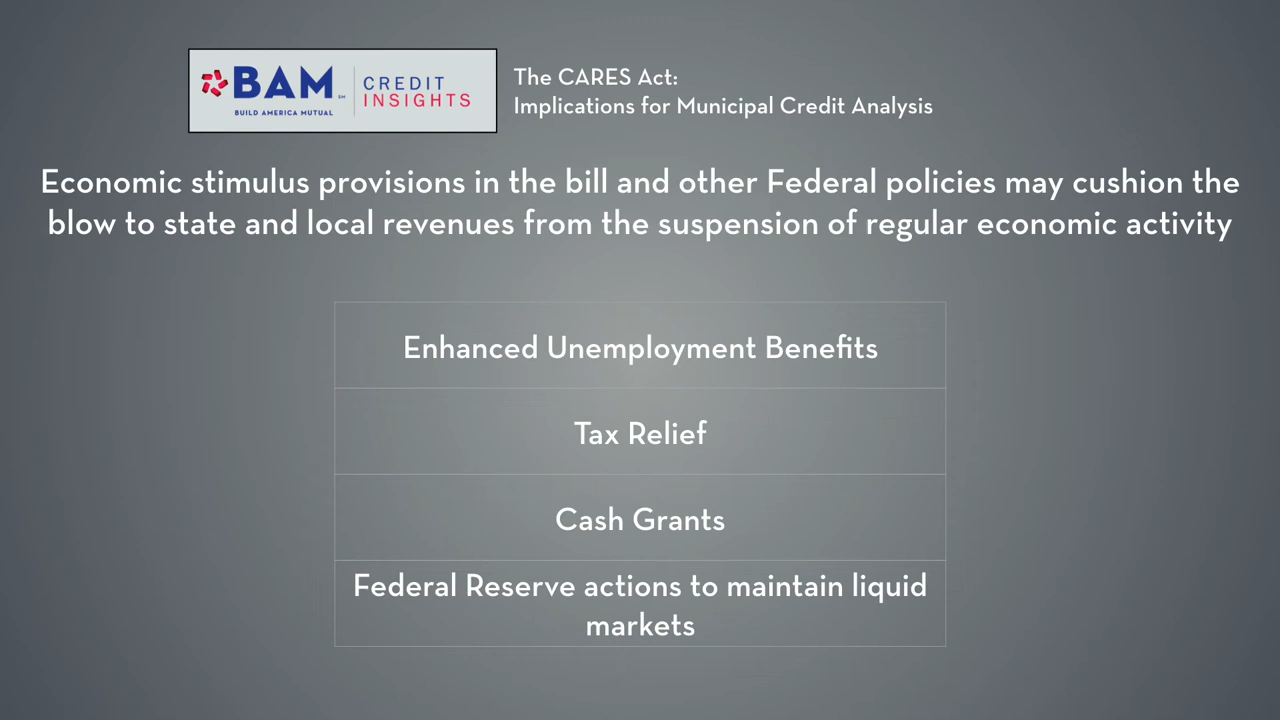 BAM
SM
BUILD AMERICA MUTUAL
CREDIT
INSIGHTS
The CARES Act:
Implications for Municipal Credit Analysis
Economic stimulus provisions in the bill and other Federal policies may cushion the
blow to state and local revenues from the suspension of regular economic activity
Enhanced Unemployment Benefits
Tax Relief
Cash Grants
Federal Reserve actions to maintain liquid
markets